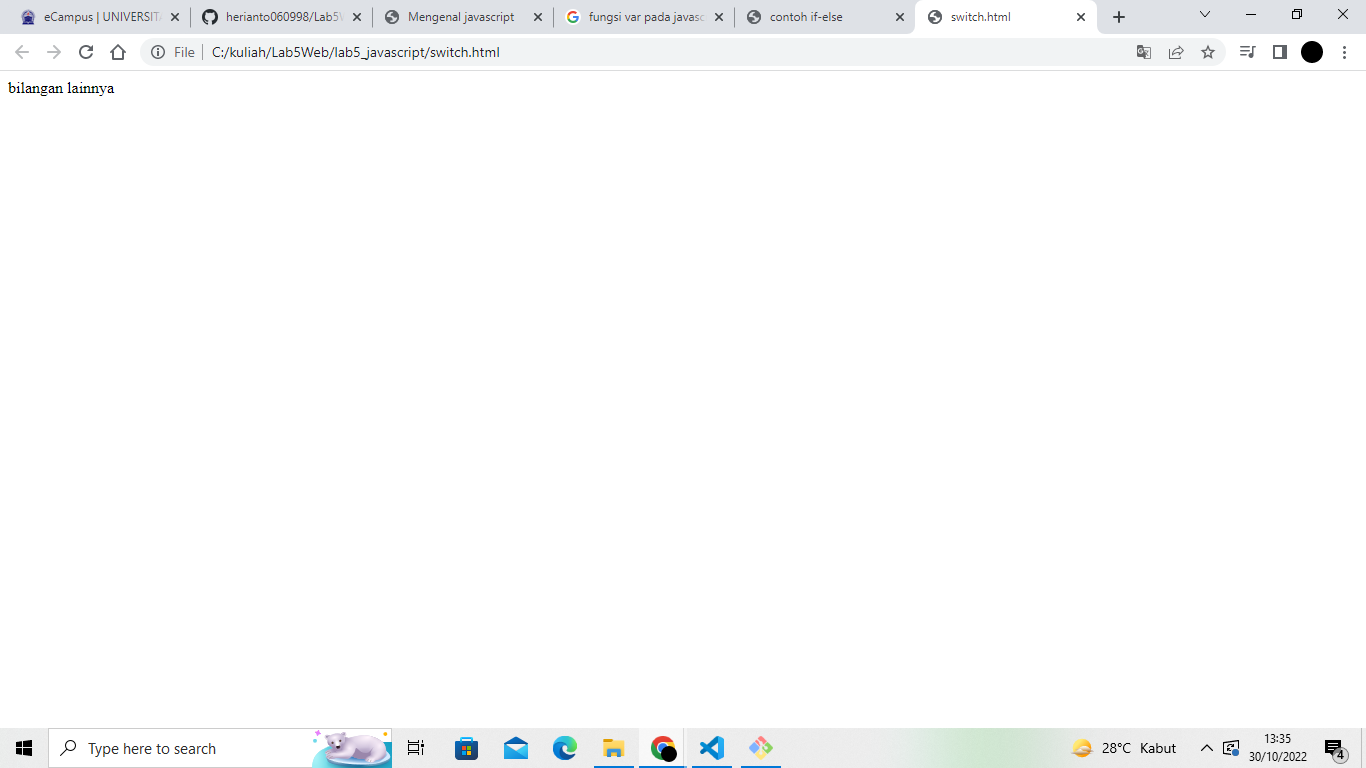 eCampus | UNIVERSITA
herianto060998/Lab5W
Mengenal javascript
fungsi var pada javasc
contoh if-else
switch.html
File
C:/kuliah/Lab5Web/lab5_javascript/switch.html
bilangan lainnya
Type here to search
28°C Kabut
13:35
30/10/2022
4